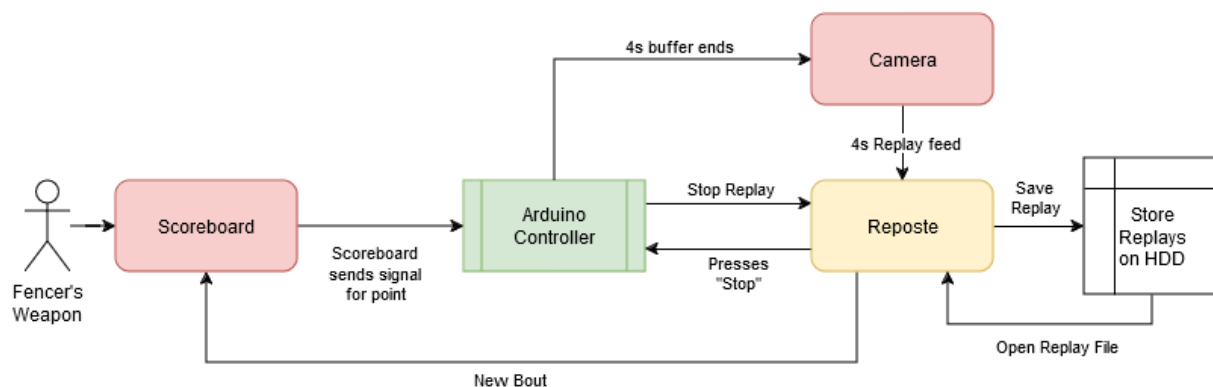 4s buffer ends
Camera
4s Replay feed
Fencer's
Weapon
Scoreboard
Scoreboard
sends signal
for point
Arduino
Controller
Stop Replay
Presses
"Stop"
Reposte
Save
Replay
Store
Replays
on HDD
Open Replay File
New Bout